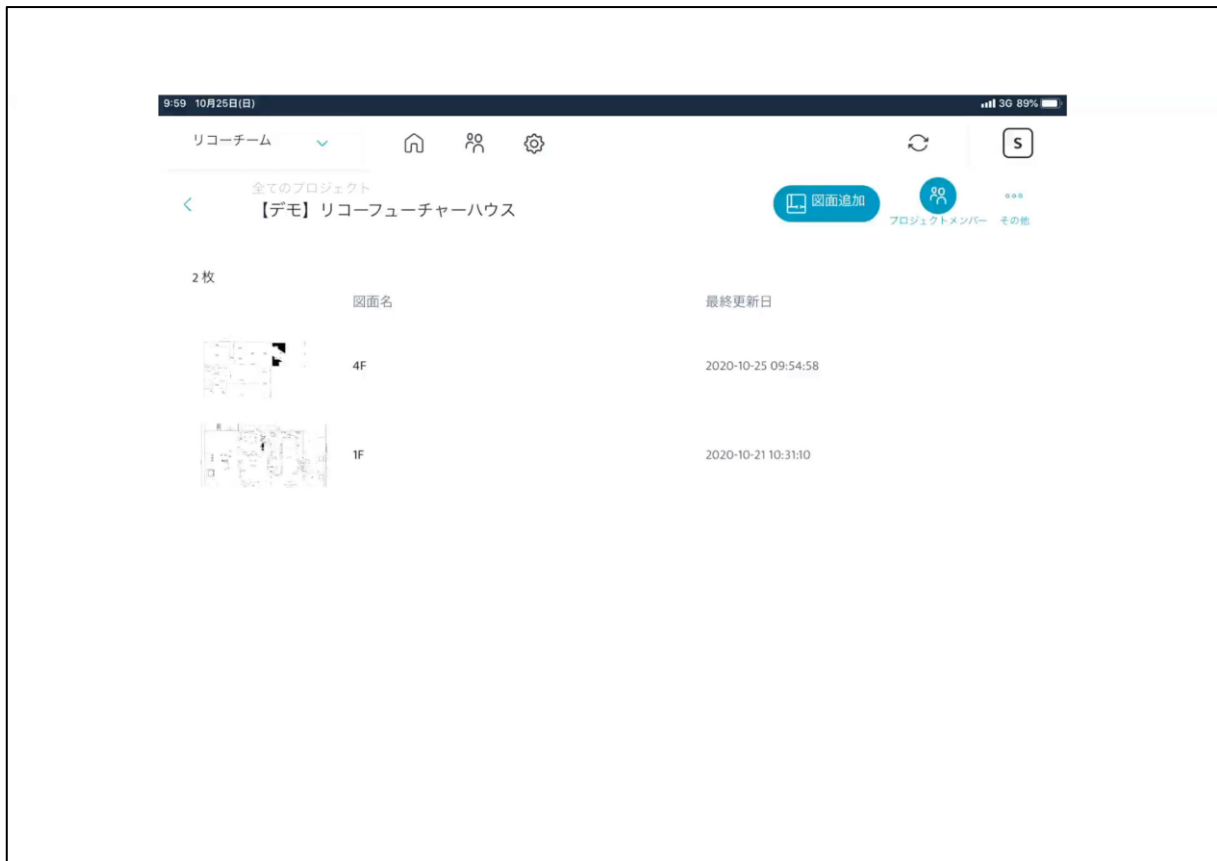 9:59 10月25日(日) 3G 89%
リコーチーム S
全てのプロジェクト
【デモ】リコーフューチャーハウス
図面追加
プロジェクトメンバー その他
2枚
図面名 最終更新日
4F 2020-10-25 09:54:58
1F 2020-10-21 10:31:10